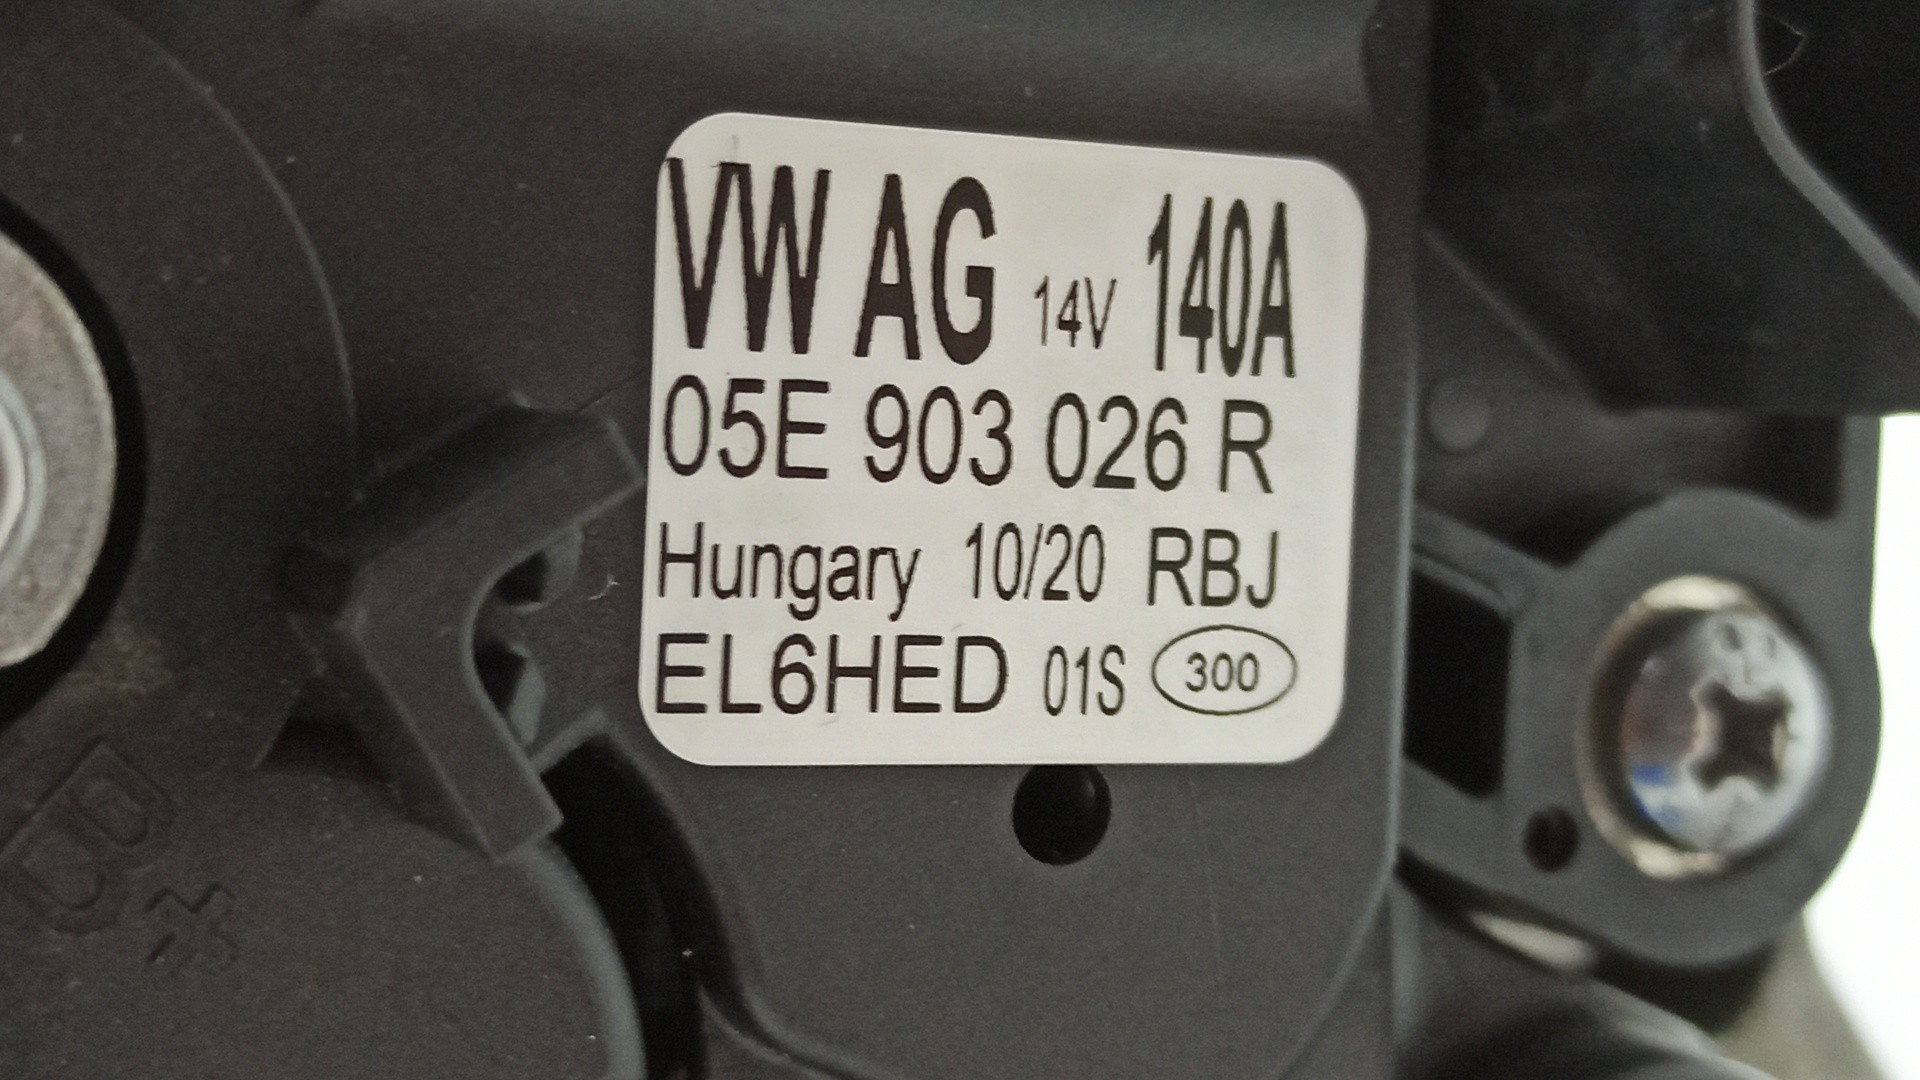 VW AG 14V 140A
05E 903 026 R
Hungary 10/20 RBJ
EL6HED 01S 300
B+